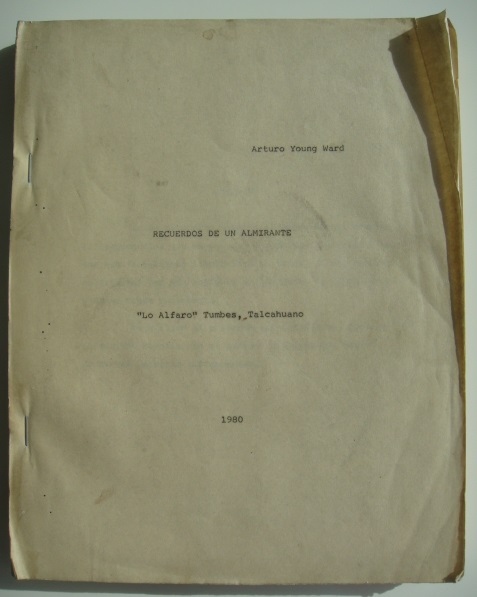 Arturo Young Ward
RECUERDOS DE UN ALMIRANTE
"Lo Alfaro" Tumbes, Talcahuano
1980